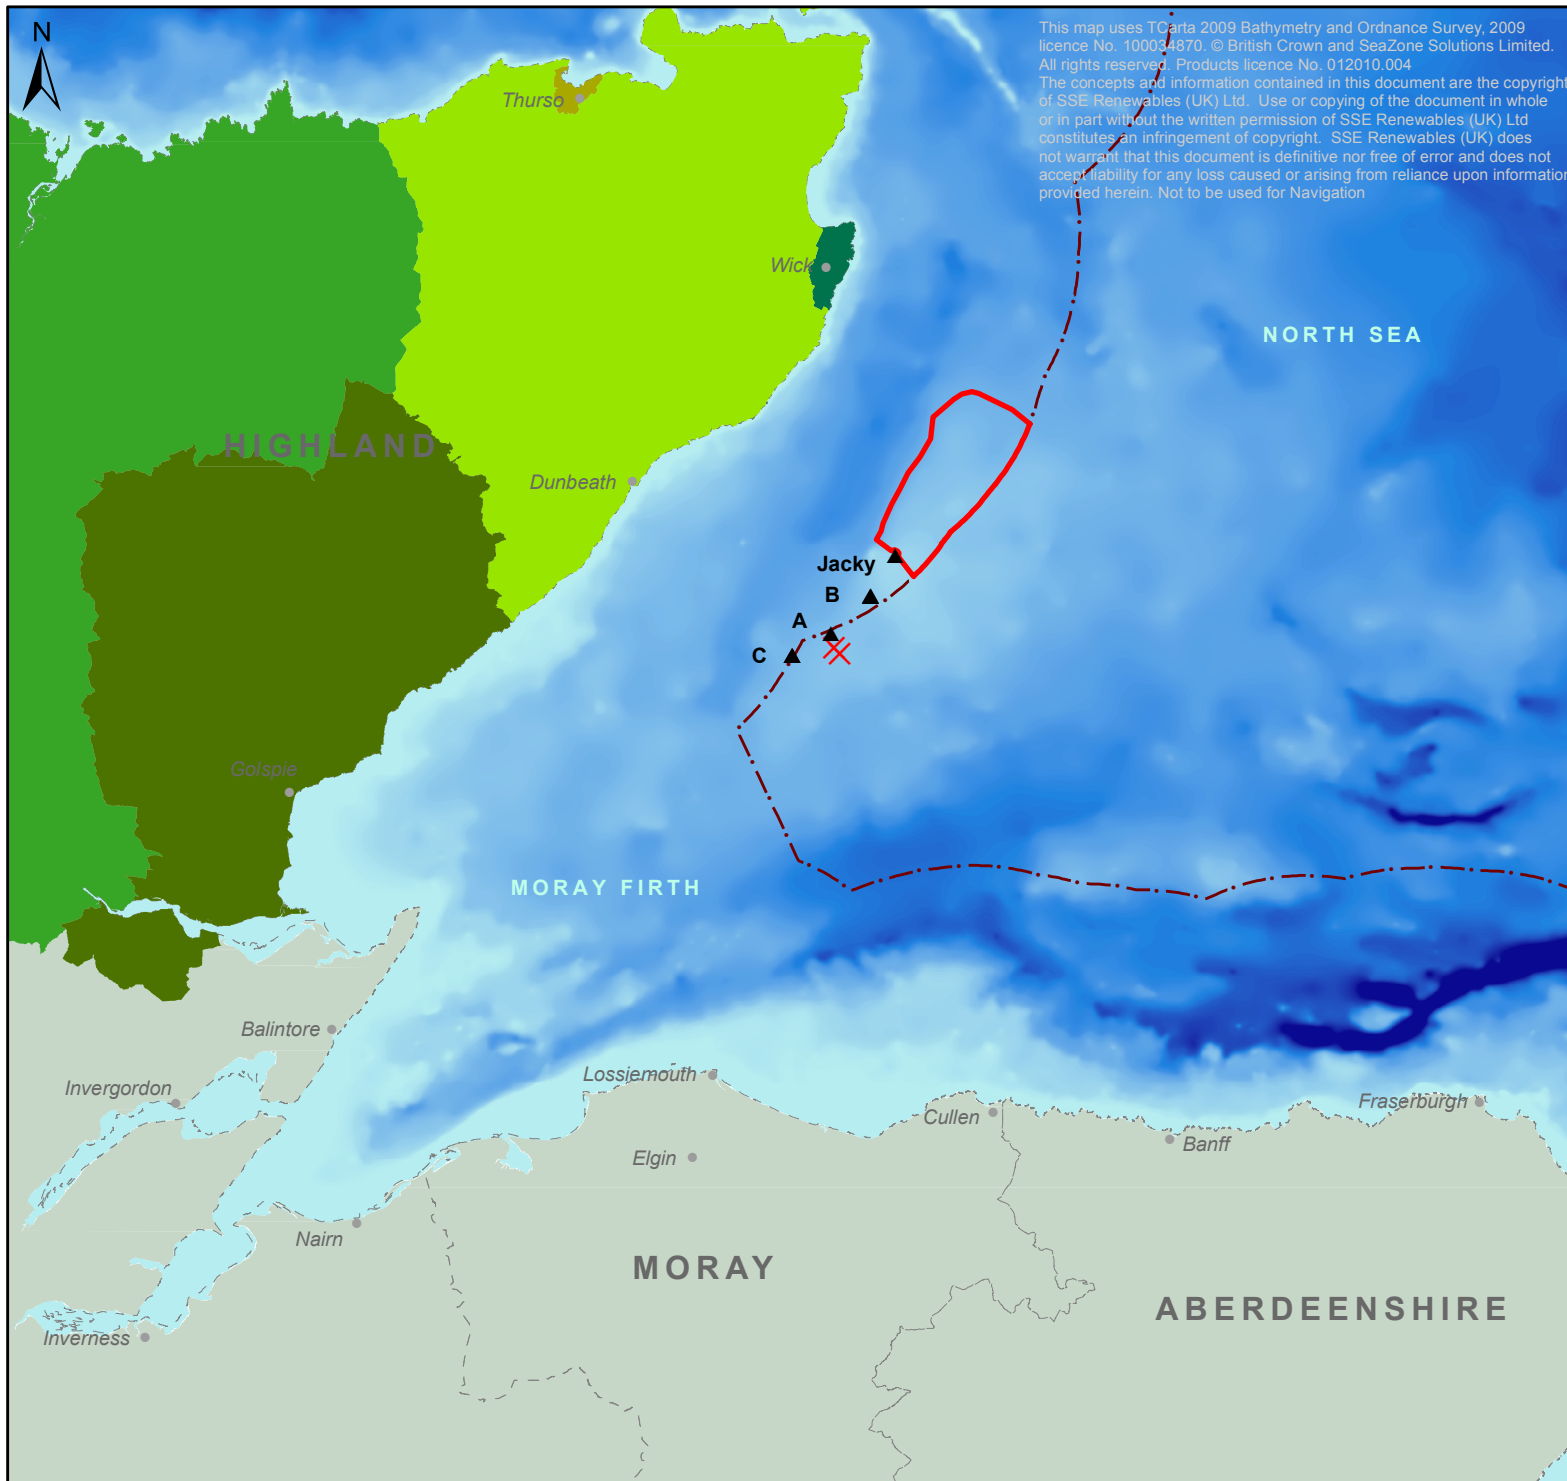 N
This map uses TCarta 2009 Bathymetry and Ordnance Survey, 2009
licence No. 100034870. © British Crown and SeaZone Solutions Limited.
All rights reserved. Products licence No. 012010.004
The concepts and information contained in this document are the copyright
of SSE Renewables (UK) Ltd. Use or copying of the document in whole
or in part without the written permission of SSE Renewables (UK) Ltd
constitutes an infringement of copyright. SSE Renewables (UK) does
not warrant that this document is definitive nor free of error and does not
accept liability for any loss caused or arising from reliance upon information
provided herein. Not to be used for Navigation
Thurso
Wick
NORTH SEA
HIGHLAND
Dunbeath
Jacky
B
A
C
Golspie
MORAY FIRTH
Balintore
Invergordon
Lossiemouth
Cullen
Fraserburgh
Banff
Elgin
Nairn
MORAY
ABERDEENSHIRE
Inverness